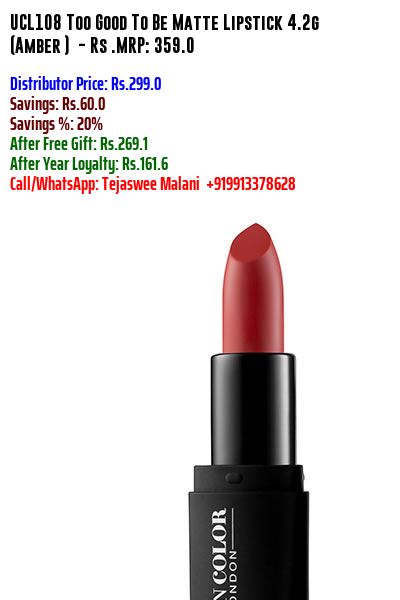 UCL108 Too Good To Be Matte Lipstick 4.2g
(Amber ) - Rs .MRP: 359.0
Distributor Price: Rs.299.0
Savings: Rs.60.0
Savings %: 20%
After Free Gift: Rs.269.1
After Year Loyalty: Rs.161.6
Call/WhatsApp: Tejaswee Malani +919913378628
N COLOR
ONDON